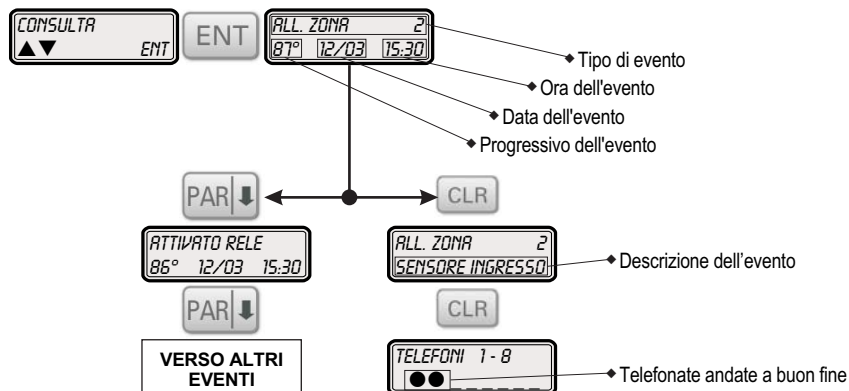 CONSULTA
▲▼ ENT
ENT
ALL. ZONA 2
87° 12/03 15:30
Tipo di evento
Ora dell'evento
Data dell'evento
Progressivo dell'evento
PAR
CLR
ATTIVATO RELE
86° 12/03 15:30
ALL. ZONA 2
SENSORE INGRESSO
Descrizione dell'evento
PAR
CLR
VERSO ALTRI
EVENTI
TELEFONI 1 - 8
●●_ _ _ _ _ _
Telefonate andate a buon fine